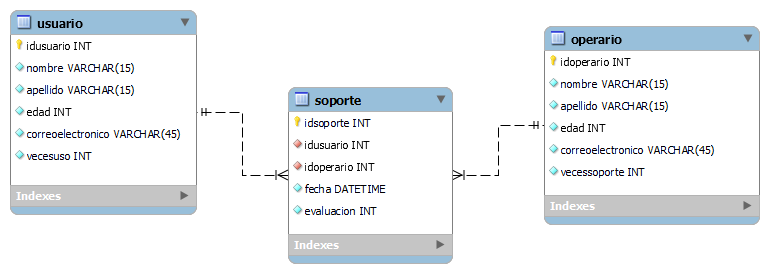 usuario
idusuario INT
nombre VARCHAR(15)
apellido VARCHAR(15)
edad INT
correoelectronico VARCHAR(45)
vecesuso INT
Indexes
soporte
idsoporte INT
idusuario INT
idoperario INT
fecha DATETIME
evaluacion INT
Indexes
operario
idoperario INT
nombre VARCHAR(15)
apellido VARCHAR(15)
edad INT
correoelectronico VARCHAR(45)
vecessoporte INT
Indexes